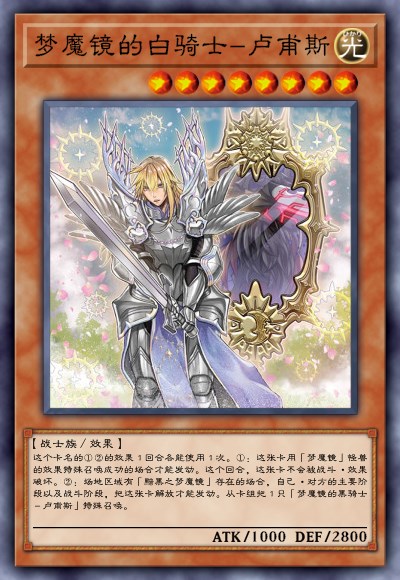 梦魔镜的白骑士-卢甫斯
光
【战士族/效果】
这个卡名的①②的效果1回合各能使用1次。①:这张卡用「梦魔镜」怪兽
的效果特殊召唤成功的场合才能发动。这个回合,这张卡不会被战斗·效果
破坏。②:场地区域有「黯黑之梦魔镜」存在的场合,自己·对方的主要阶
段以及战斗阶段,把这张卡解放才能发动。从卡组把1只「梦魔镜的黑骑士
-卢甫斯」特殊召唤。
ATK/1000 DEF/2800